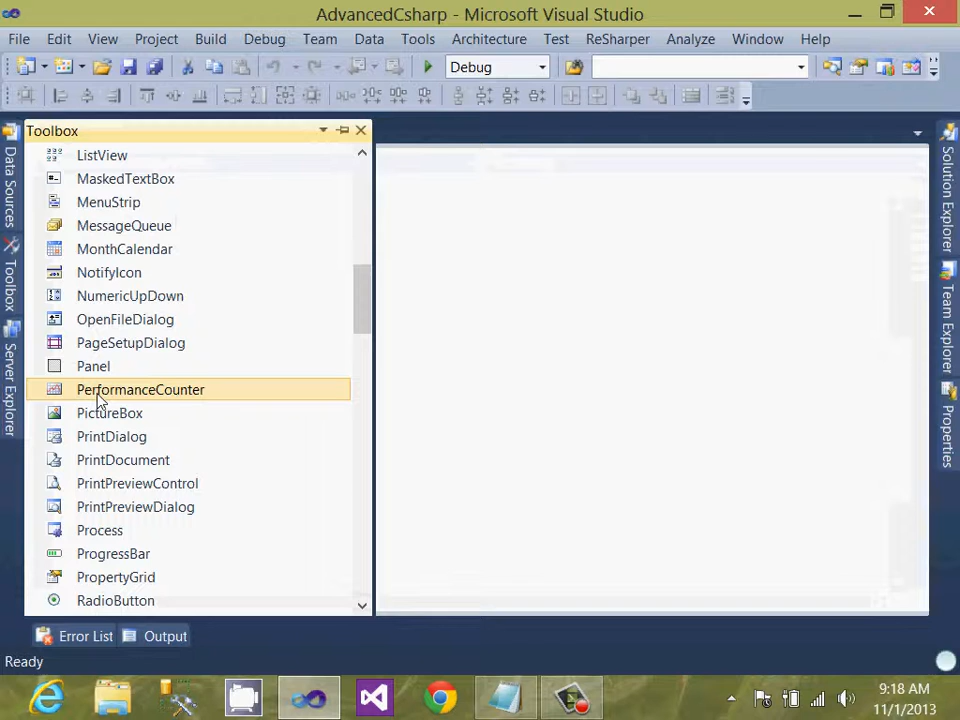 AdvancedCsharp - Microsoft Visual Studio
File Edit View Project Build Debug Team Data Tools Architecture Test ReSharper Analyze Window Help
Debug
Toolbox
ListView
MaskedTextBox
MenuStrip
MessageQueue
MonthCalendar
NotifyIcon
NumericUpDown
OpenFileDialog
PageSetupDialog
Panel
PerformanceCounter
PictureBox
PrintDialog
PrintDocument
PrintPreviewControl
PrintPreviewDialog
Process
ProgressBar
PropertyGrid
RadioButton
Data Sources
Toolbox
Server Explorer
Solution Explorer
Team Explorer
Properties
Error List Output
Ready
9:18 AM
11/1/2013